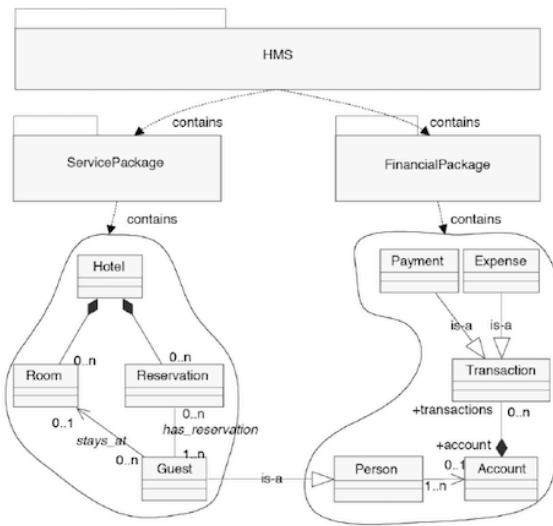 HMS
contains
contains
ServicePackage
FinancialPackage
contains
contains
Hotel
Payment
Expense
is-a
is-a
0..n
0..n
Room
Reservation
Transaction
0..1
0..n
+transactions
0..n
stays_at
has_reservation
0..n
1..n
+account
Guest
is-a
Person
0..1
1..n
Account